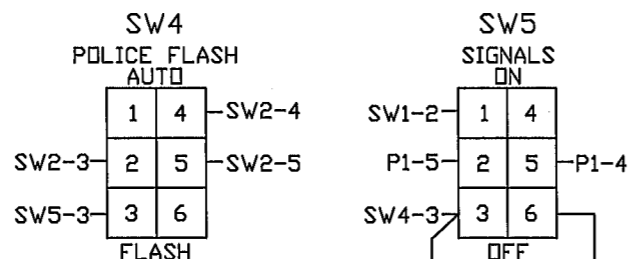 SW4
POLICE FLASH
AUTO
1 4 SW2-4
SW2-3 2 5 SW2-5
SW5-3 3 6
FLASH
SW5
SIGNALS
ON
SW1-2 1 4
P1-5 2 5 P1-4
SW4-3 3 6
OFF